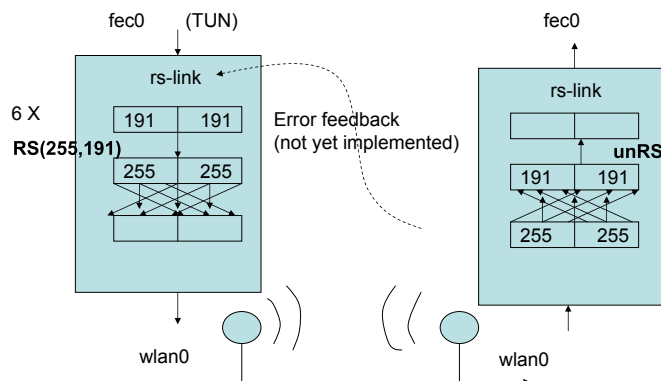 fec0 (TUN)
rs-link
6 X
RS(255,191)
191 191
255 255
Error feedback
(not yet implemented)
wlan0
fec0
rs-link
unRS
191 191
255 255
wlan0